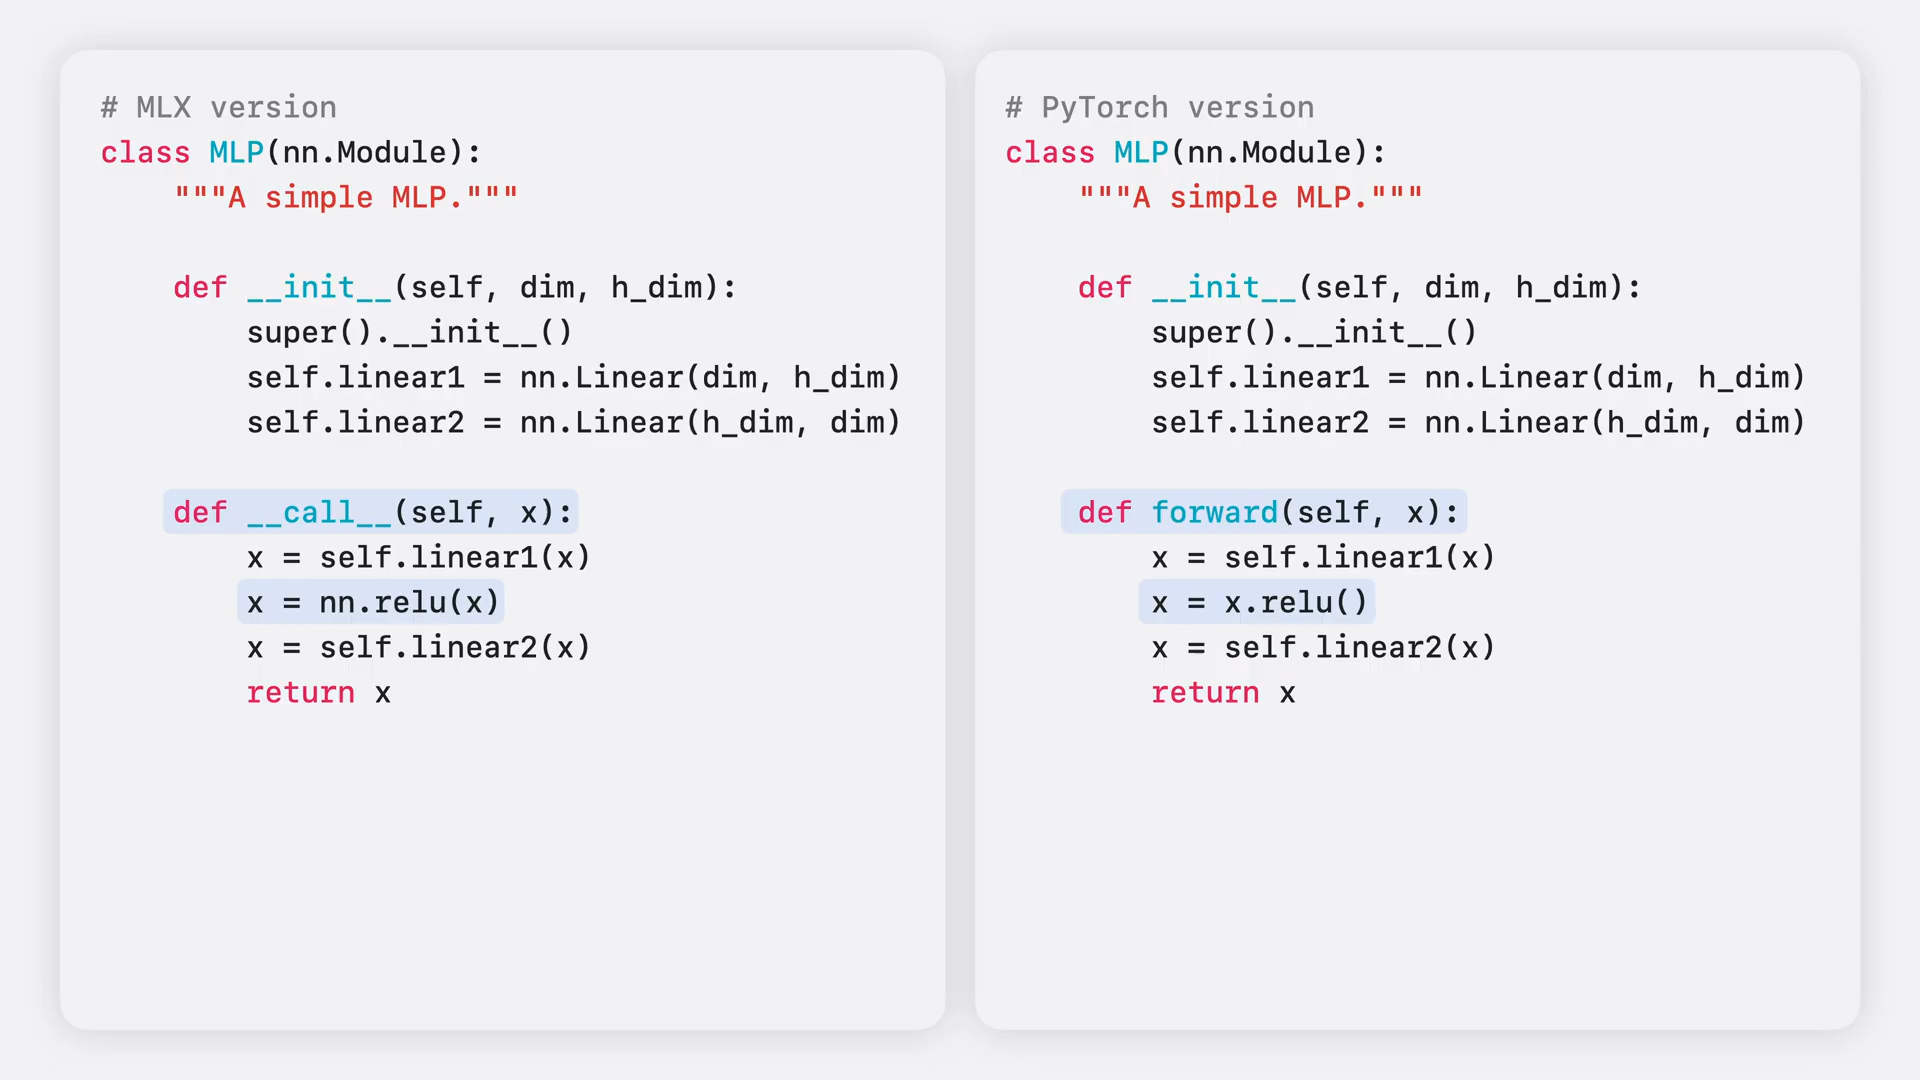 # MLX version
class MLP(nn.Module):
    """A simple MLP."""

    def __init__(self, dim, h_dim):
        super().__init__()
        self.linear1 = nn.Linear(dim, h_dim)
        self.linear2 = nn.Linear(h_dim, dim)

    def __call__(self, x):
        x = self.linear1(x)
        x = nn.relu(x)
        x = self.linear2(x)
        return x
# PyTorch version
class MLP(nn.Module):
    """A simple MLP."""

    def __init__(self, dim, h_dim):
        super().__init__()
        self.linear1 = nn.Linear(dim, h_dim)
        self.linear2 = nn.Linear(h_dim, dim)

    def forward(self, x):
        x = self.linear1(x)
        x = x.relu()
        x = self.linear2(x)
        return x